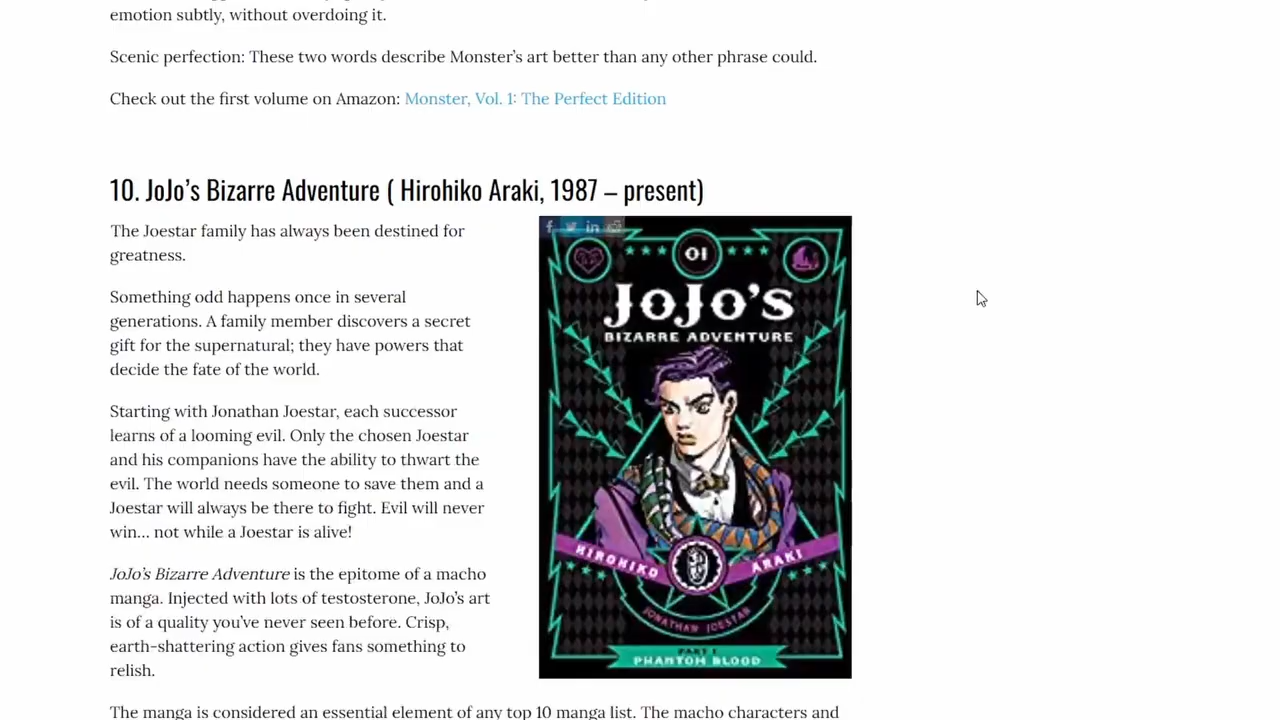 emotion subtly, without overdoing it.
Scenic perfection: These two words describe Monster's art better than any other phrase could.
Check out the first volume on Amazon: Monster, Vol. 1: The Perfect Edition
10. JoJo's Bizarre Adventure ( Hirohiko Araki, 1987 – present)
The Joestar family has always been destined for
greatness.
Something odd happens once in several
generations. A family member discovers a secret
gift for the supernatural; they have powers that
decide the fate of the world.
Starting with Jonathan Joestar, each successor
learns of a looming evil. Only the chosen Joestar
and his companions have the ability to thwart the
evil. The world needs someone to save them and a
Joestar will always be there to fight. Evil will never
win… not while a Joestar is alive!
JoJo's Bizarre Adventure is the epitome of a macho
manga. Injected with lots of testosterone, JoJo's art
is of a quality you've never seen before. Crisp,
earth-shattering action gives fans something to
relish.
The manga is considered an essential element of any top 10 manga list. The macho characters and
f in
01
JOJO'S
BIZARRE ADVENTURE
HIROHIKO ARAKI
JONATHAN JOESTAR
PART 1
PHANTOM BLOOD